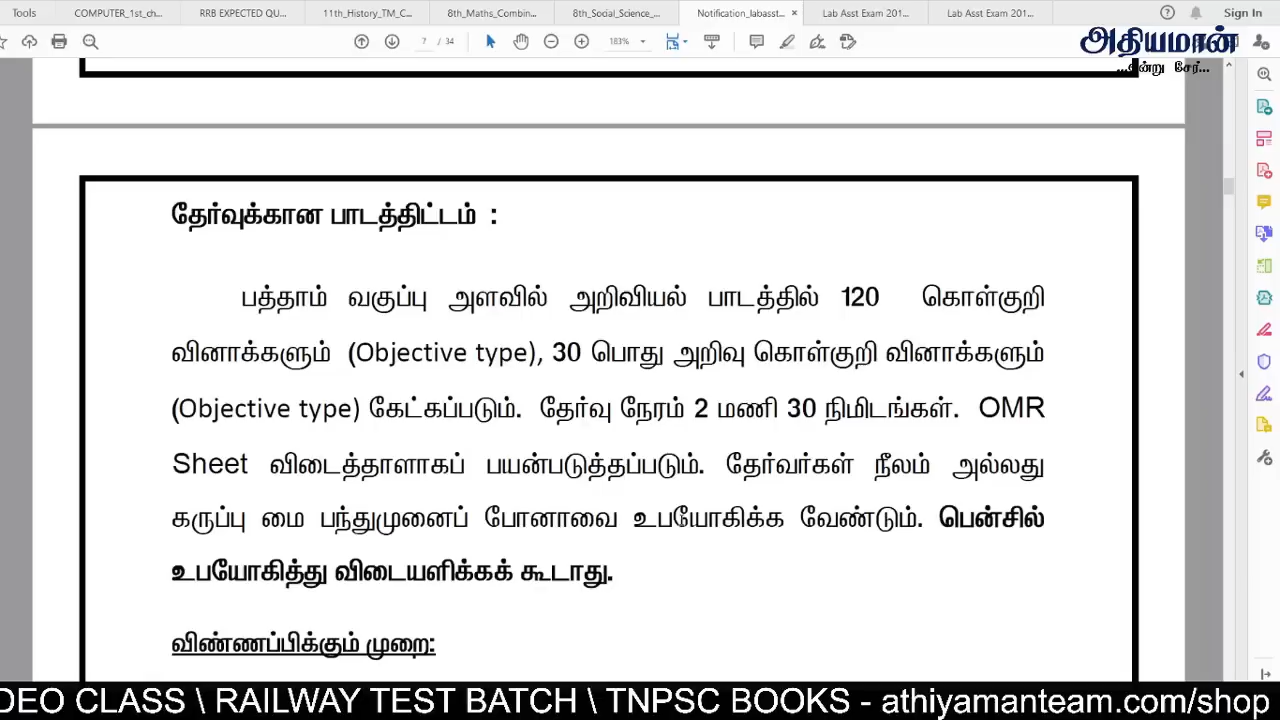 Tools COMPUTER_1st_ch... RRB EXPECTED QU... 11th_History_TM_C... 8th_Maths_Combin... 8th_Social_Science_... Notification_labasst... × Lab Asst Exam 201... Lab Asst Exam 201... Sign In
7 / 34 183%
அதியமான்
...ன்று சேர்...
தேர்வுக்கான பாடத்திட்டம் :
பத்தாம் வகுப்பு அளவில் அறிவியல் பாடத்தில் 120 கொள்குறி
வினாக்களும் (Objective type), 30 பொது அறிவு கொள்குறி வினாக்களும்
(Objective type) கேட்கப்படும். தேர்வு நேரம் 2 மணி 30 நிமிடங்கள். OMR
Sheet விடைத்தாளாகப் பயன்படுத்தப்படும். தேர்வர்கள் நீலம் அல்லது
கருப்பு மை பந்துமுனைப் போனாவை உபயோகிக்க வேண்டும். பென்சில்
உபயோகித்து விடையளிக்கக் கூடாது.
விண்ணப்பிக்கும் முறை:
DEO CLASS \ RAILWAY TEST BATCH \ TNPSC BOOKS - athiyamanteam.com/shop